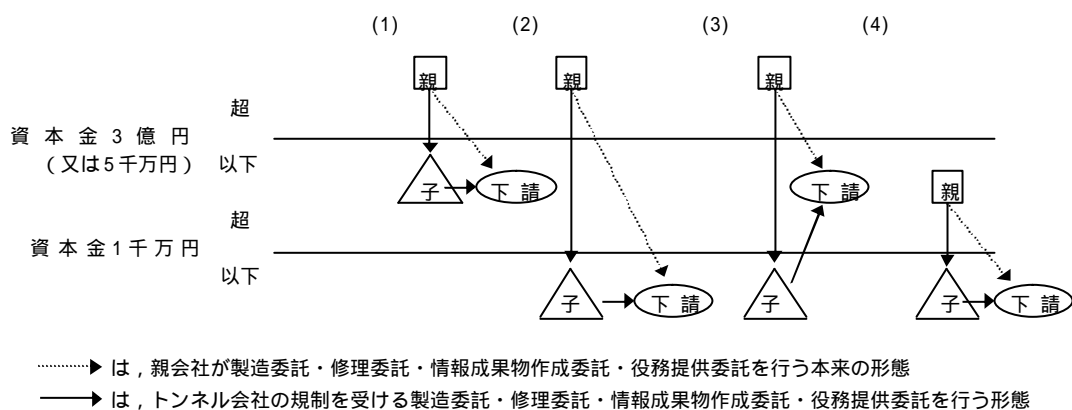 (1) (2) (3) (4)
親 親 親
超
資本金3億円
(又は5千万円)
以下
子 下請 下請 親
超
資本金1千万円
以下
子 下請 子 子 下請
は,親会社が製造委託・修理委託・情報成果物作成委託・役務提供委託を行う本来の形態
は,トンネル会社の規制を受ける製造委託・修理委託・情報成果物作成委託・役務提供委託を行う形態